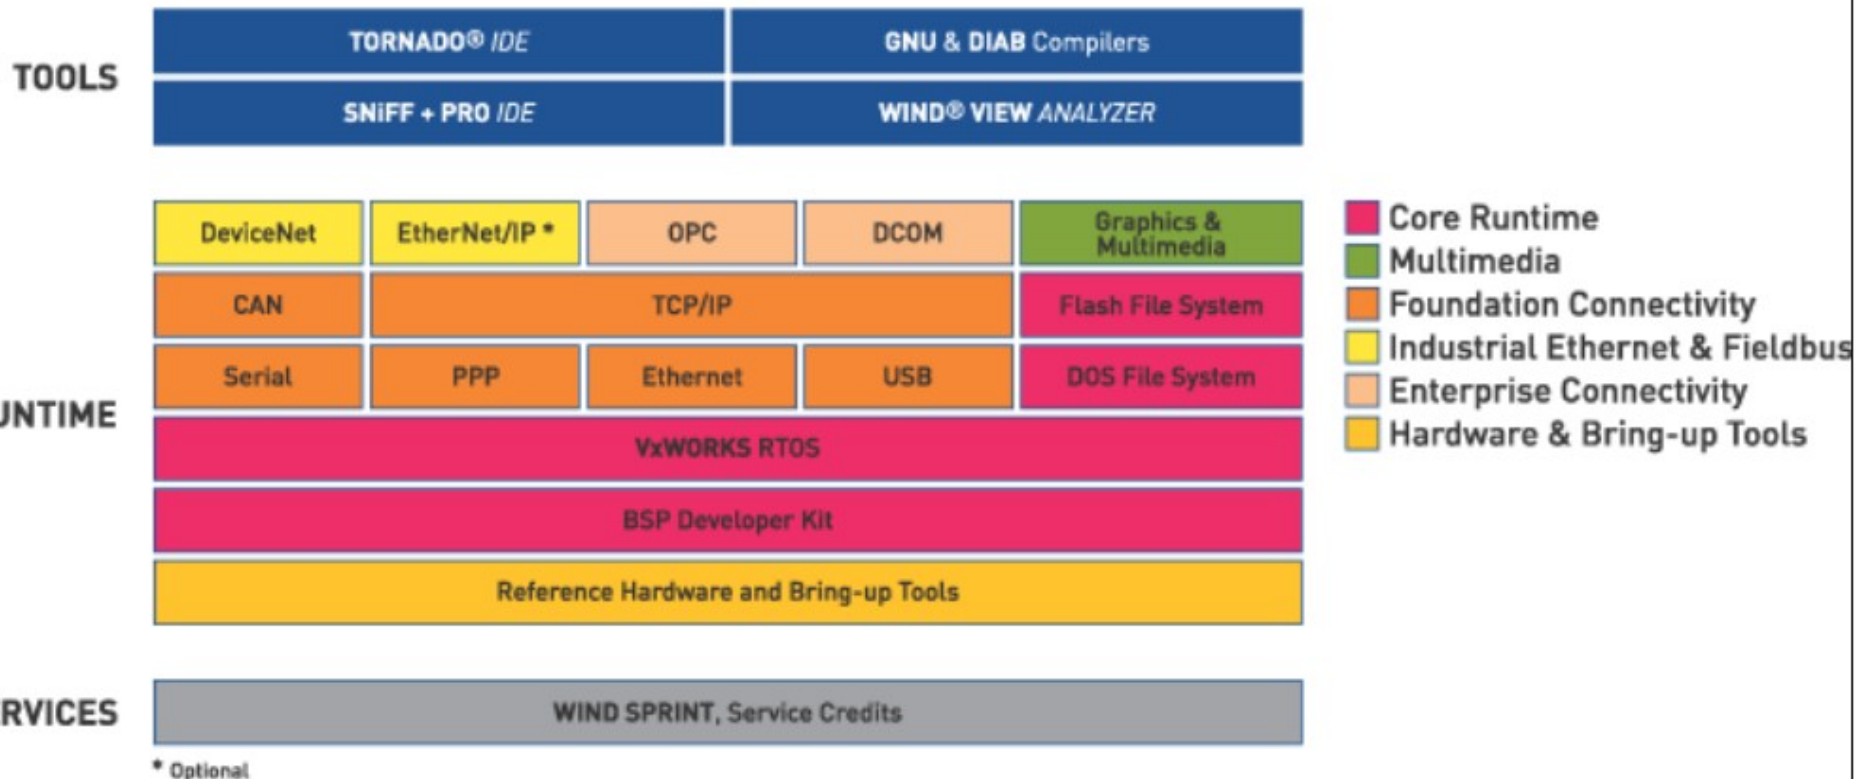 TOOLS
TORNADO® IDE
GNU & DIAB Compilers
SNiFF + PRO IDE
WIND® VIEW ANALYZER
DeviceNet
EtherNet/IP *
OPC
DCOM
Graphics &
Multimedia
CAN
TCP/IP
Flash File System
Serial
PPP
Ethernet
USB
DOS File System
UNTIME
VxWORKS RTOS
BSP Developer Kit
Reference Hardware and Bring-up Tools
Core Runtime
Multimedia
Foundation Connectivity
Industrial Ethernet & Fieldbus
Enterprise Connectivity
Hardware & Bring-up Tools
RVICES
WIND SPRINT, Service Credits
* Optional